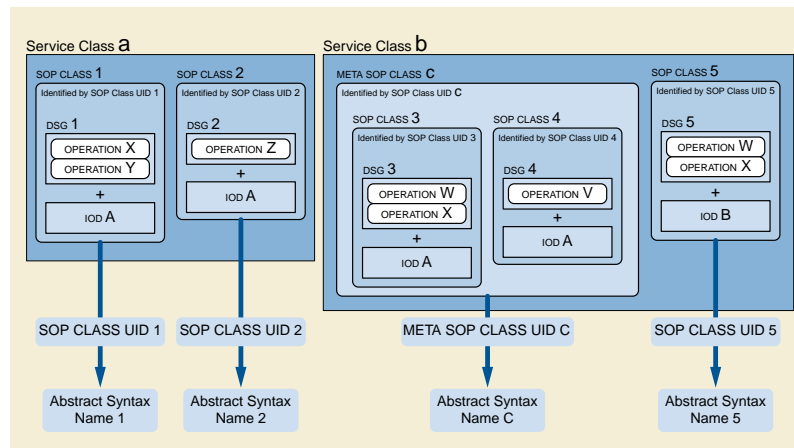 Service Class a
SOP CLASS 1
Identified by SOP Class UID 1
DSG 1
OPERATION X
OPERATION Y
+
IOD A
SOP CLASS 2
Identified by SOP Class UID 2
DSG 2
OPERATION Z
+
IOD A
Service Class b
META SOP CLASS C
Identified by SOP Class UID C
SOP CLASS 3
Identified by SOP Class UID 3
DSG 3
OPERATION W
OPERATION X
+
IOD A
SOP CLASS 4
Identified by SOP Class UID 4
DSG 4
OPERATION V
+
IOD A
SOP CLASS 5
Identified by SOP Class UID 5
DSG 5
OPERATION W
OPERATION X
+
IOD B
SOP CLASS UID 1
SOP CLASS UID 2
META SOP CLASS UID C
SOP CLASS UID 5
Abstract Syntax
Name 1
Abstract Syntax
Name 2
Abstract Syntax
Name C
Abstract Syntax
Name 5